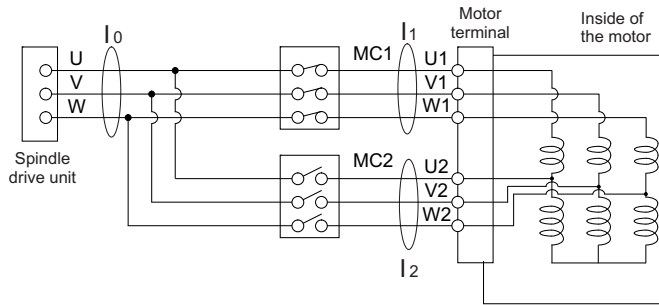 Motor
terminal
Inside of
the motor
I0
I1
MC1
U
V
W
U1
V1
W1
Spindle
drive unit
MC2
U2
V2
W2
I2